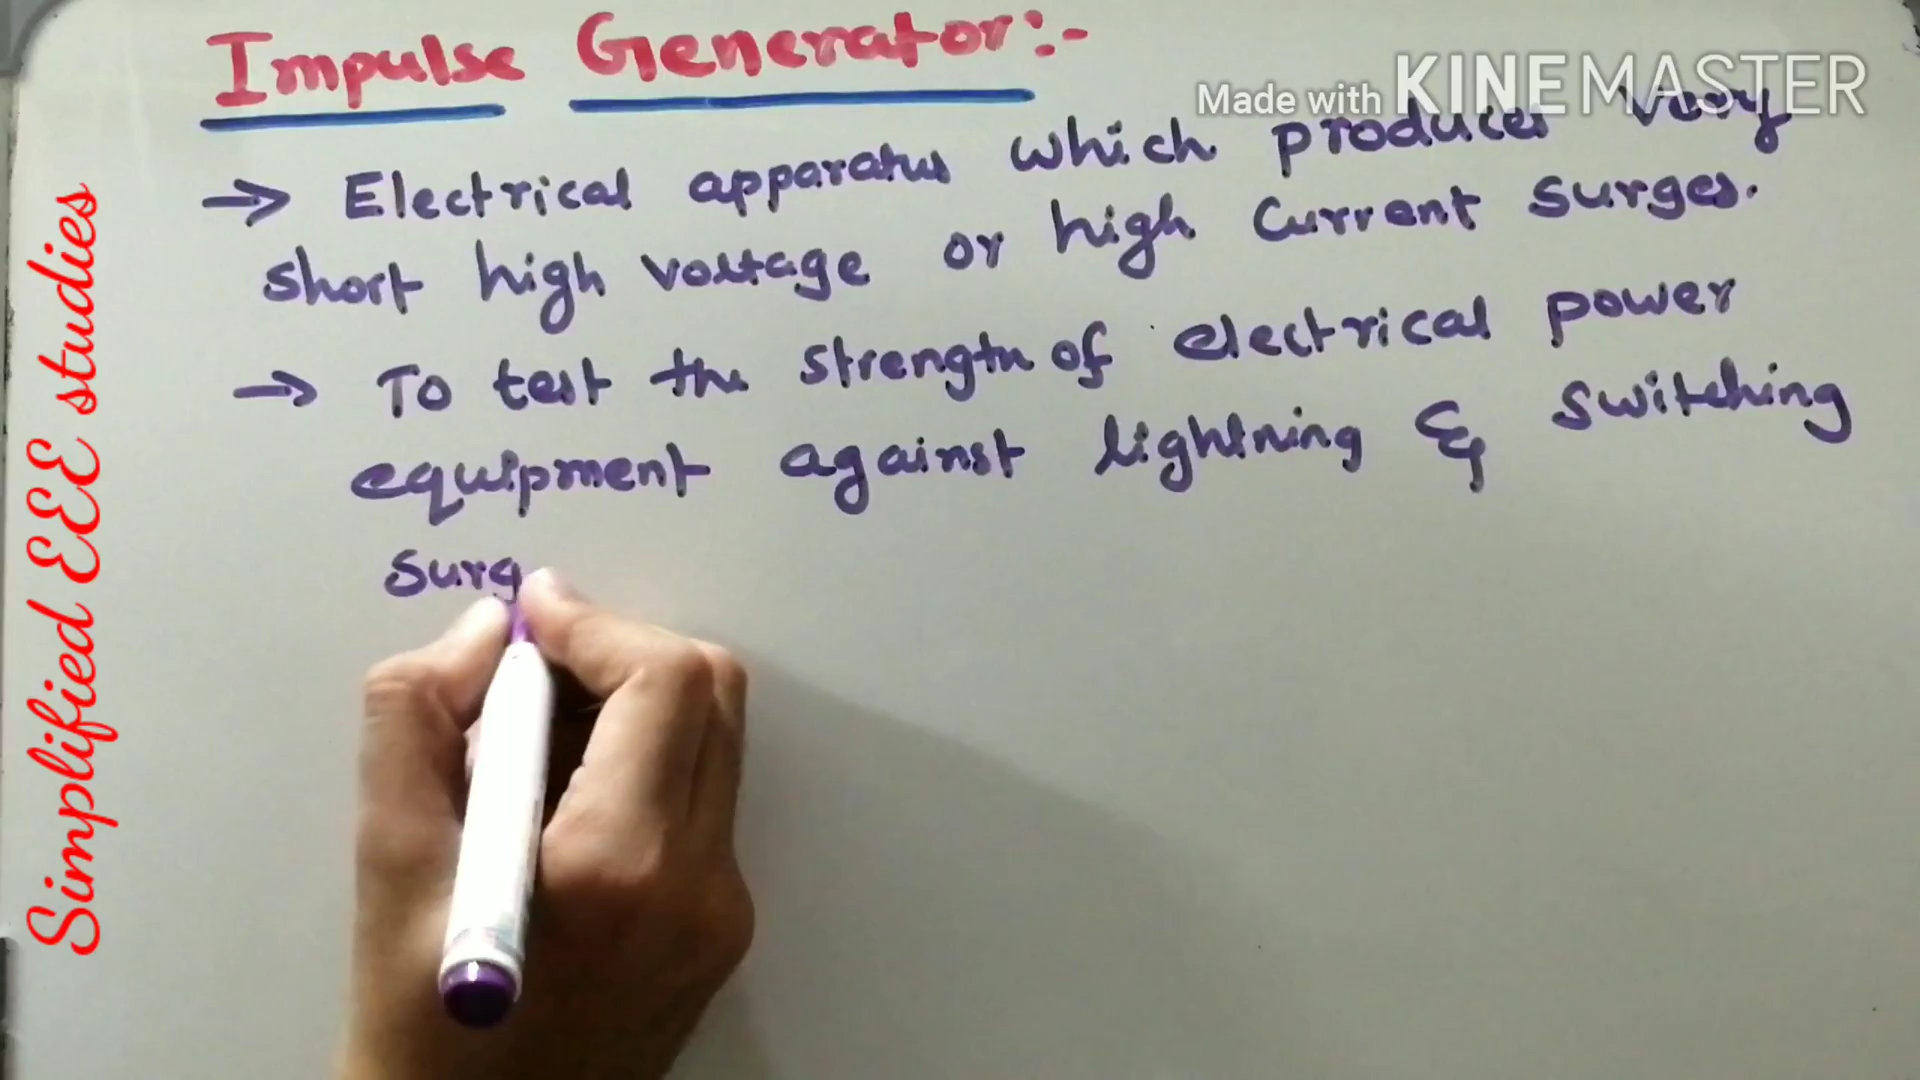 Impulse Generator:-
Made with KINEMASTER
→ Electrical apparatus which produces very
short high voltage or high current surges.
→ To test the strength of electrical power
equipment against lightning & switching
surg
Simplified EEE studies